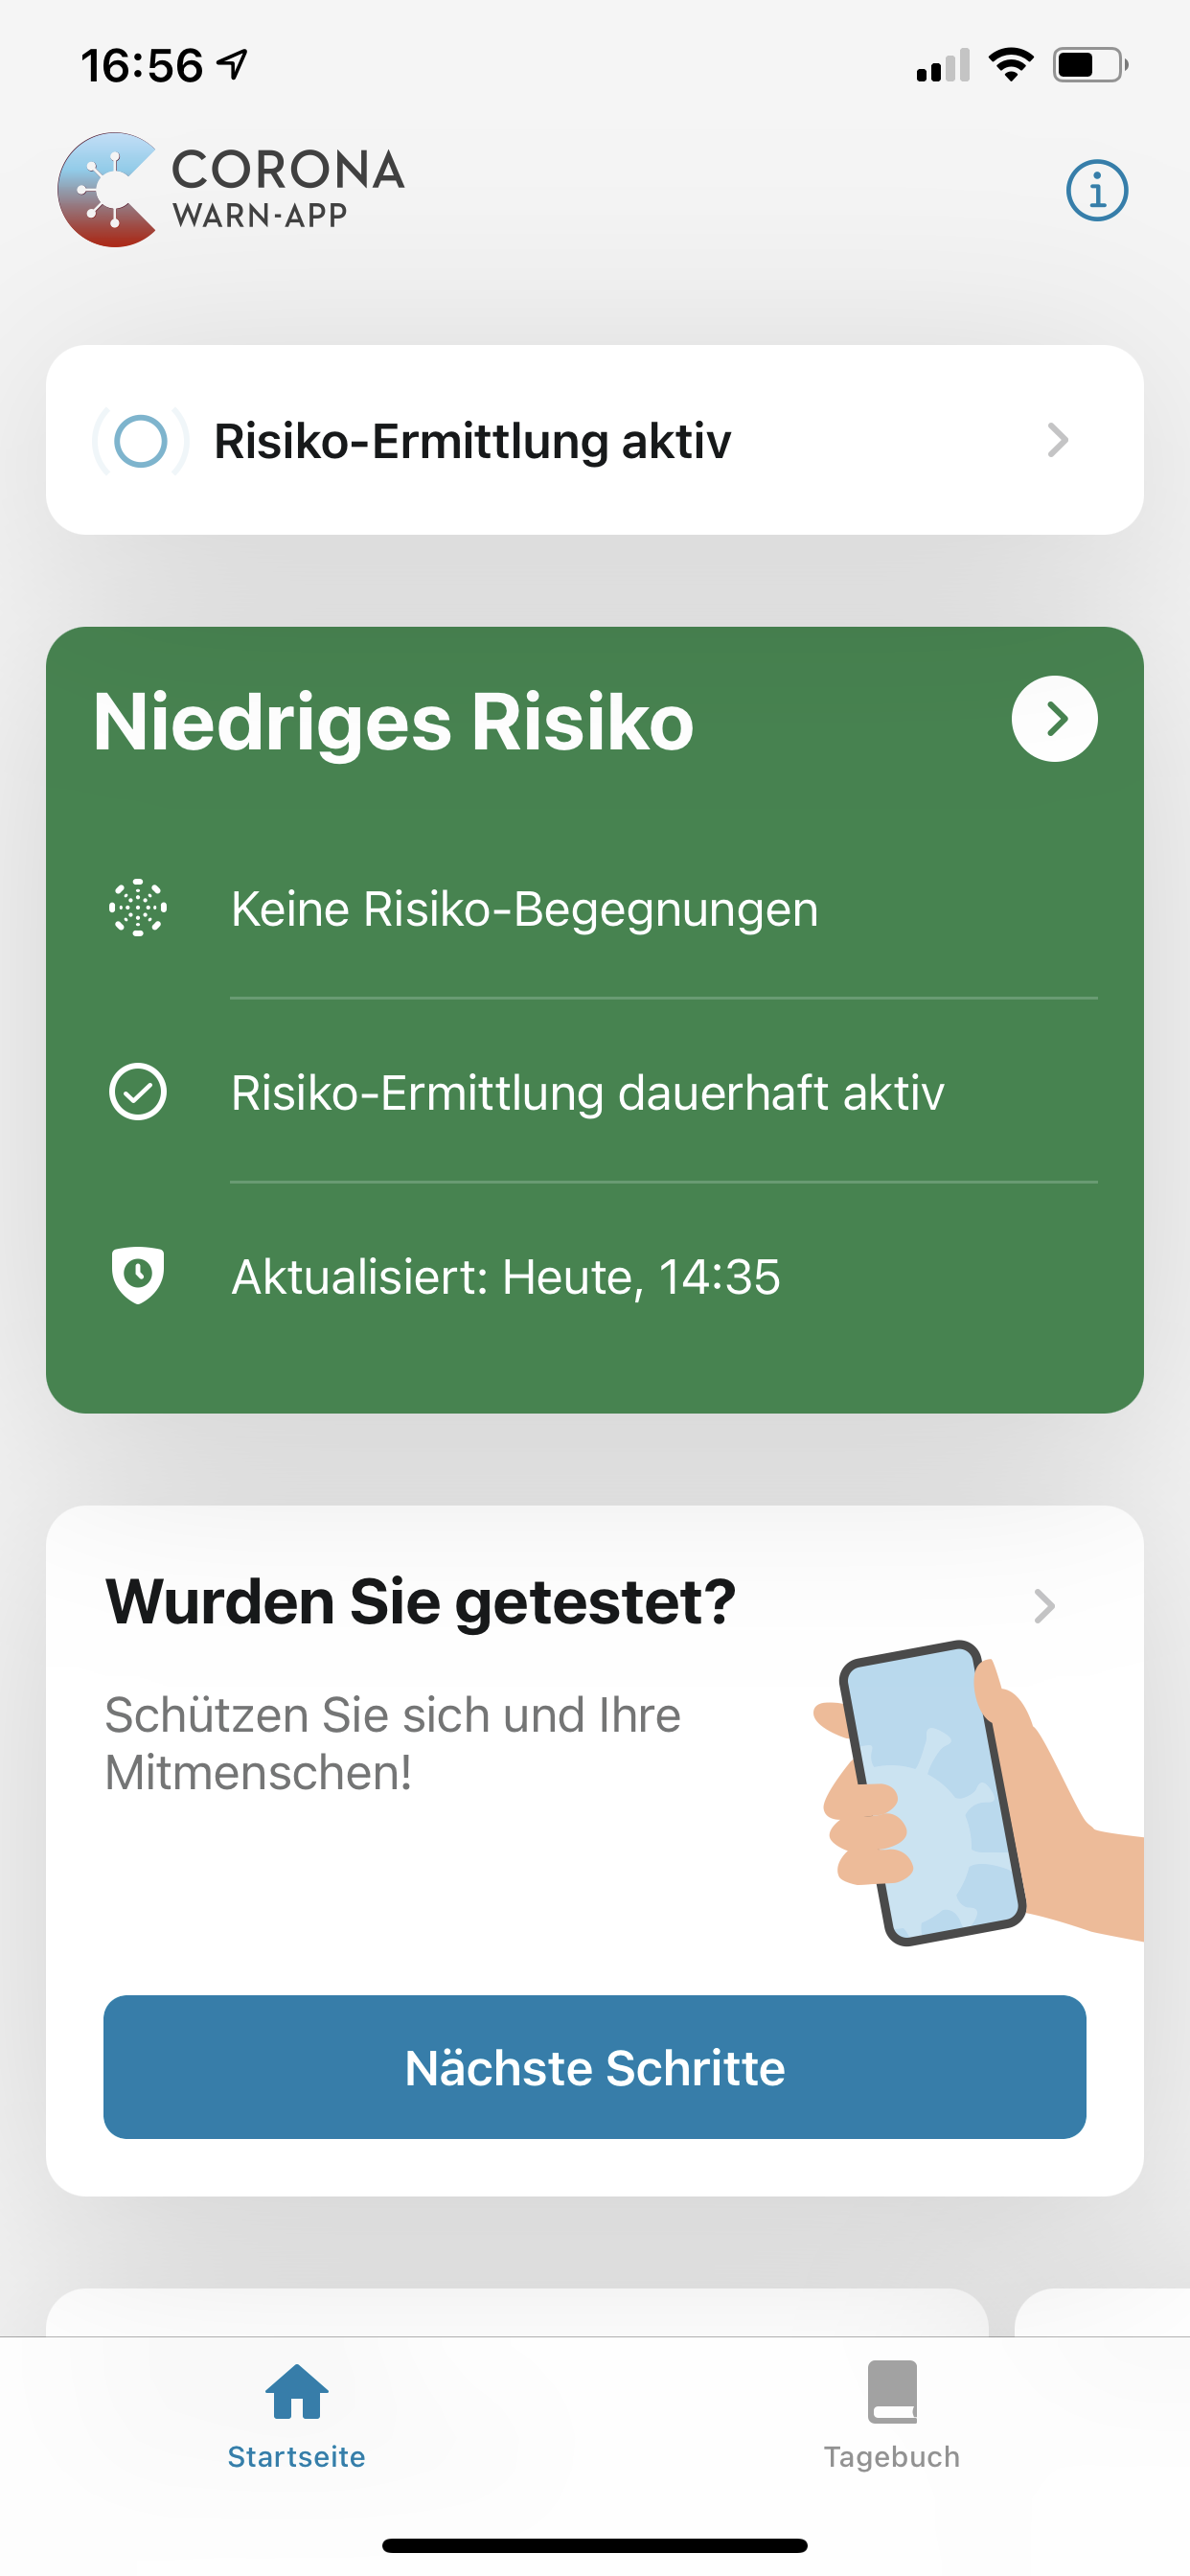 16:56
CORONA
WARN-APP
Risiko-Ermittlung aktiv
Niedriges Risiko
Keine Risiko-Begegnungen
Risiko-Ermittlung dauerhaft aktiv
Aktualisiert: Heute, 14:35
Wurden Sie getestet?
Schützen Sie sich und Ihre
Mitmenschen!
Nächste Schritte
Startseite
Tagebuch